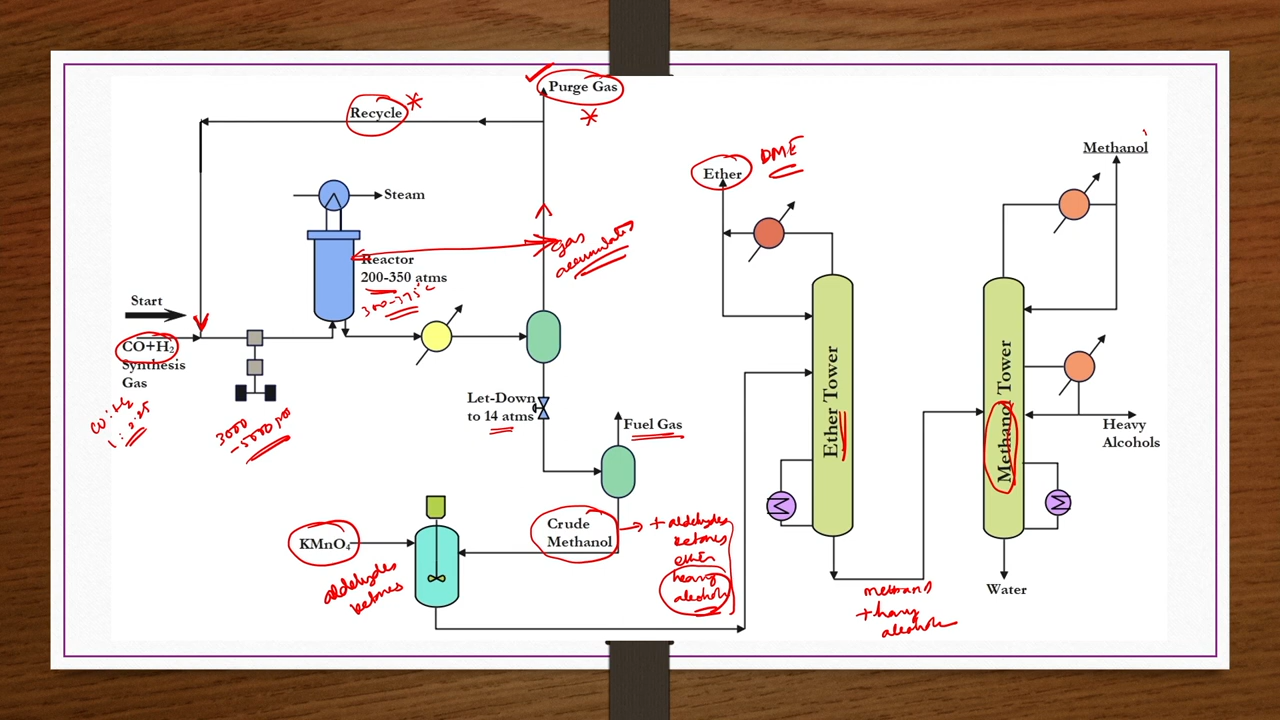 Purge Gas
Recycle
Steam
Reactor
200-350 atms
300-375°C
gas
accumulates
Start
CO+H₂
Synthesis
Gas
CO:H₂
1:2.25
3000
-5000 psi
Let-Down
to 14 atms
Fuel Gas
Crude
Methanol
+ aldehydes
ketones
ether
heavy
alcohols
KMnO₄
aldehydes
ketones
Ether
DME
Ether Tower
methanol
+ heavy
alcohols
Methanol
Methanol Tower
Heavy
Alcohols
Water